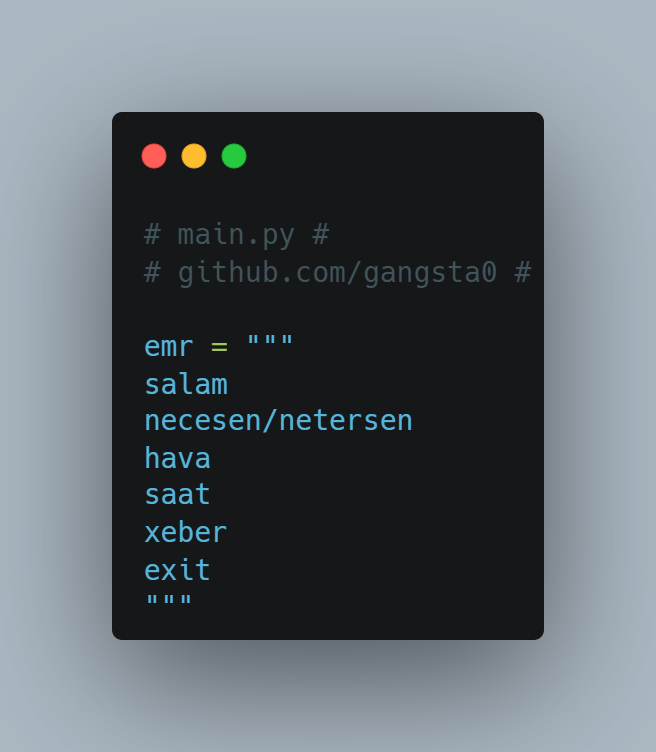 # main.py #
# github.com/gangsta0 #
emr = """
salam
necesen/netersen
hava
saat
xeber
exit
"""